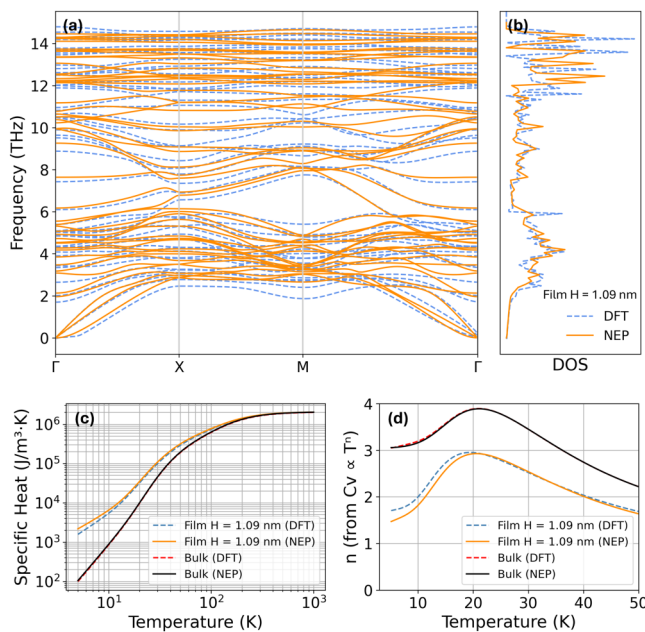 (a)
(b)
14
12
10
8
6
4
2
0
Frequency (THz)
Γ
X
M
Γ
Film H = 1.09 nm
DFT
NEP
DOS
(c)
10⁶
10⁵
10⁴
10³
10²
Specific Heat (J/m³·K)
Film H = 1.09 nm (DFT)
Film H = 1.09 nm (NEP)
Bulk (DFT)
Bulk (NEP)
10¹
10²
10³
Temperature (K)
(d)
4
3
2
1
0
n (from Cv ∝ Tⁿ)
Film H = 1.09 nm (DFT)
Film H = 1.09 nm (NEP)
Bulk (DFT)
Bulk (NEP)
10
20
30
40
50
Temperature (K)